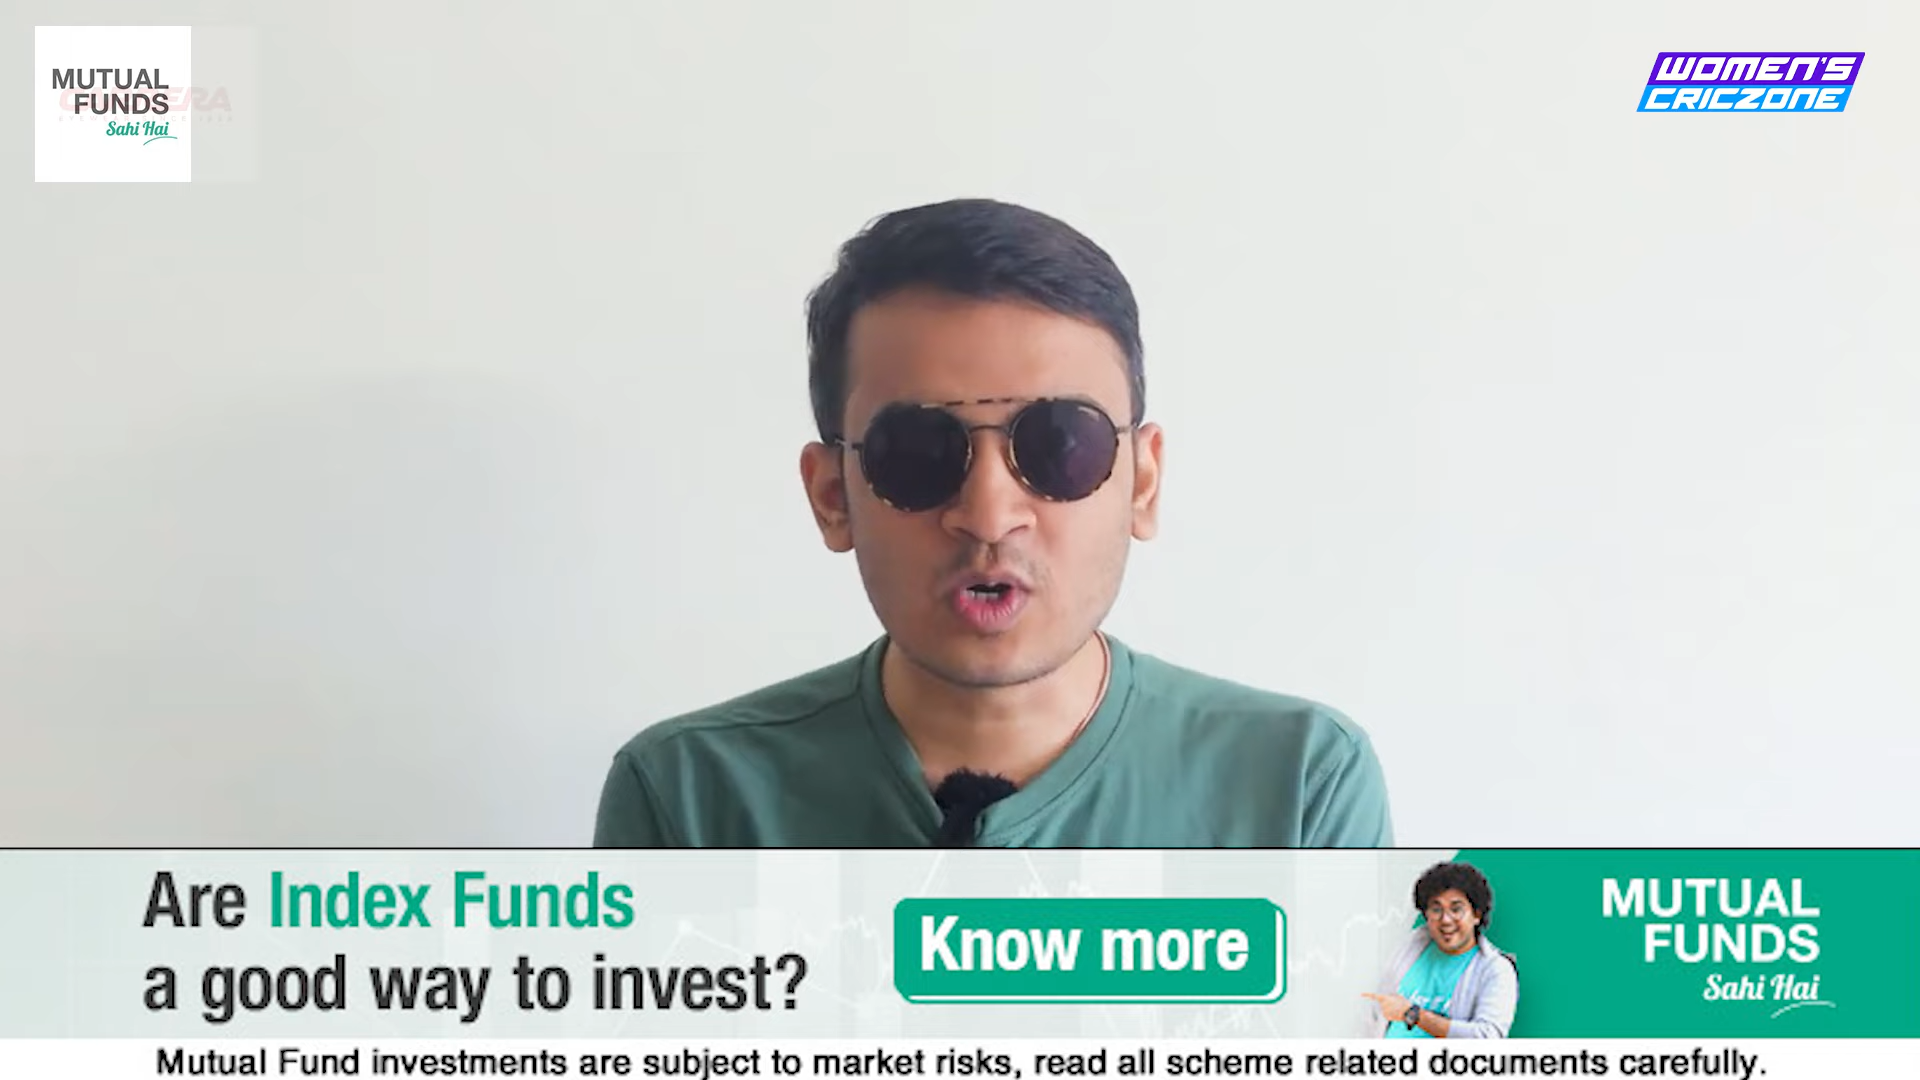 MUTUAL
FUNDS
Sahi Hai
WOMEN'S
CRICZONE
Are Index Funds
a good way to invest?
Know more
MUTUAL
FUNDS
Sahi Hai
Mutual Fund investments are subject to market risks, read all scheme related documents carefully.